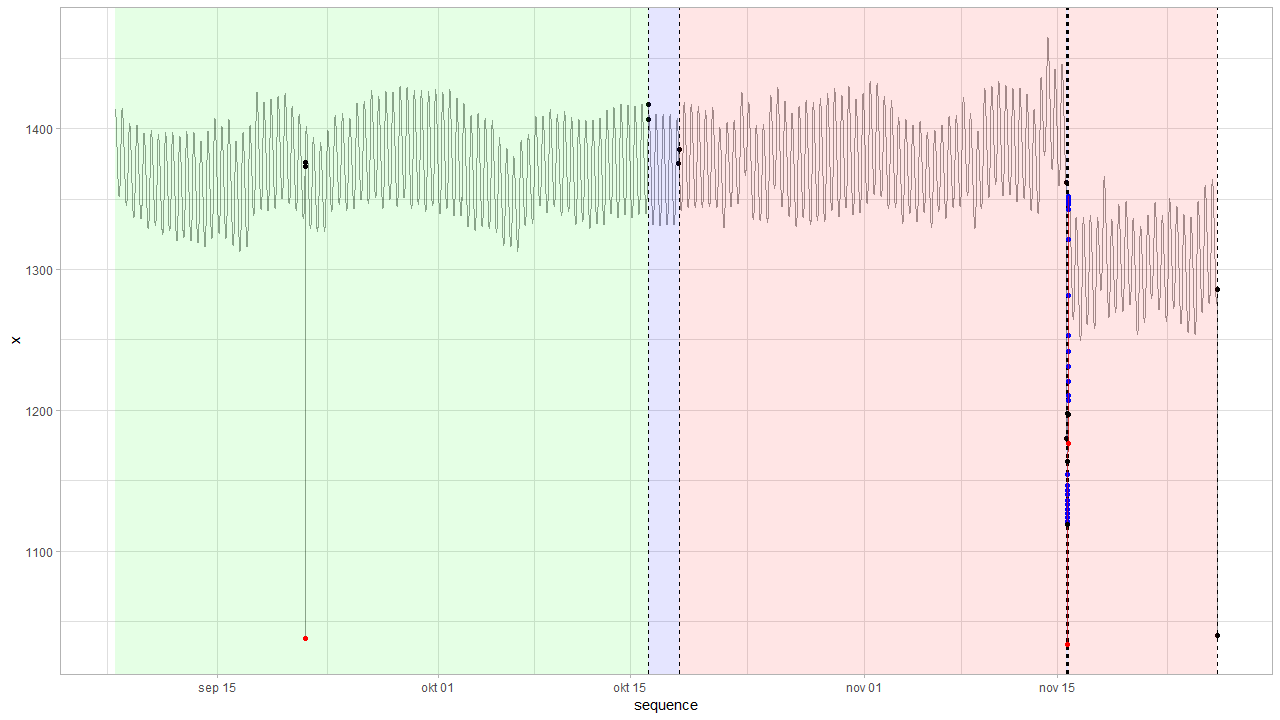 x
1400
1300
1200
1100
sep 15
okt 01
okt 15
nov 01
nov 15
sequence